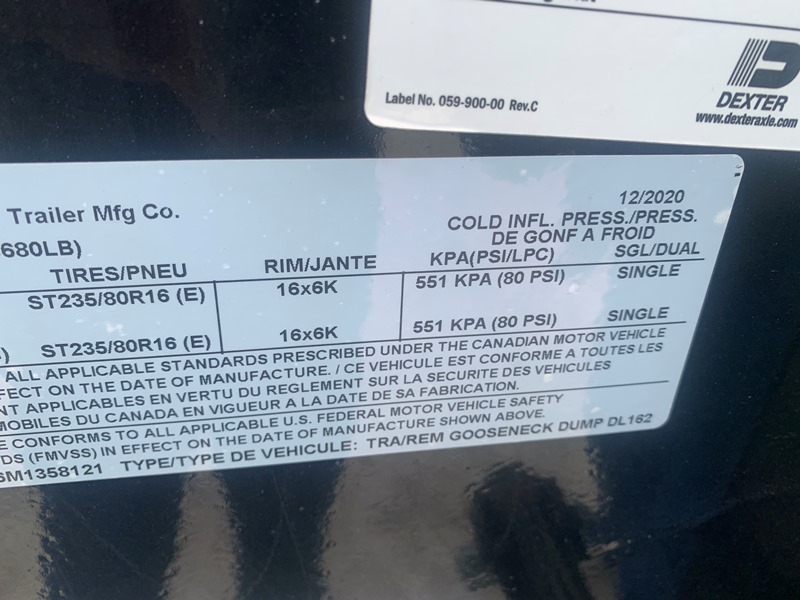 Label No. 059-900-00 Rev.C
DEXTER
www.dexteraxle.com
12/2020
Trailer Mfg Co.
COLD INFL. PRESS./PRESS.
DE GONF A FROID
680LB)
TIRES/PNEU RIM/JANTE KPA(PSI/LPC) SGL/DUAL
ST235/80R16 (E) 16x6K 551 KPA (80 PSI) SINGLE
) ST235/80R16 (E) 16x6K 551 KPA (80 PSI) SINGLE
ALL APPLICABLE STANDARDS PRESCRIBED UNDER THE CANADIAN MOTOR VEHICLE
FECT ON THE DATE OF MANUFACTURE. / CE VEHICULE EST CONFORME A TOUTES LES
NT APPLICABLES EN VERTU DU REGLEMENT SUR LA SECURITE DES VEHICULES
MOBILES DU CANADA EN VIGUEUR A LA DATE DE SA FABRICATION.
E CONFORMS TO ALL APPLICABLE U.S. FEDERAL MOTOR VEHICLE SAFETY
DS (FMVSS) IN EFFECT ON THE DATE OF MANUFACTURE SHOWN ABOVE.
M1358121 TYPE/TYPE DE VEHICULE: TRA/REM GOOSENECK DUMP DL162